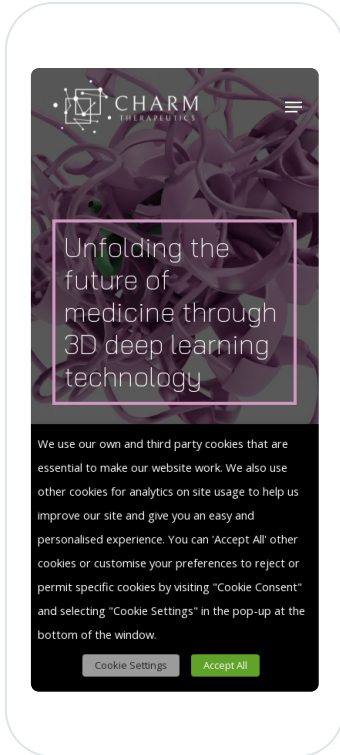 CHARM
THERAPEUTICS
Unfolding the
future of
medicine through
3D deep learning
technology
We use our own and third party cookies that are
essential to make our website work. We also use
other cookies for analytics on site usage to help us
improve our site and give you an easy and
personalised experience. You can 'Accept All' other
cookies or customise your preferences to reject or
permit specific cookies by visiting "Cookie Consent"
and selecting "Cookie Settings" in the pop-up at the
bottom of the window.
Cookie Settings Accept All